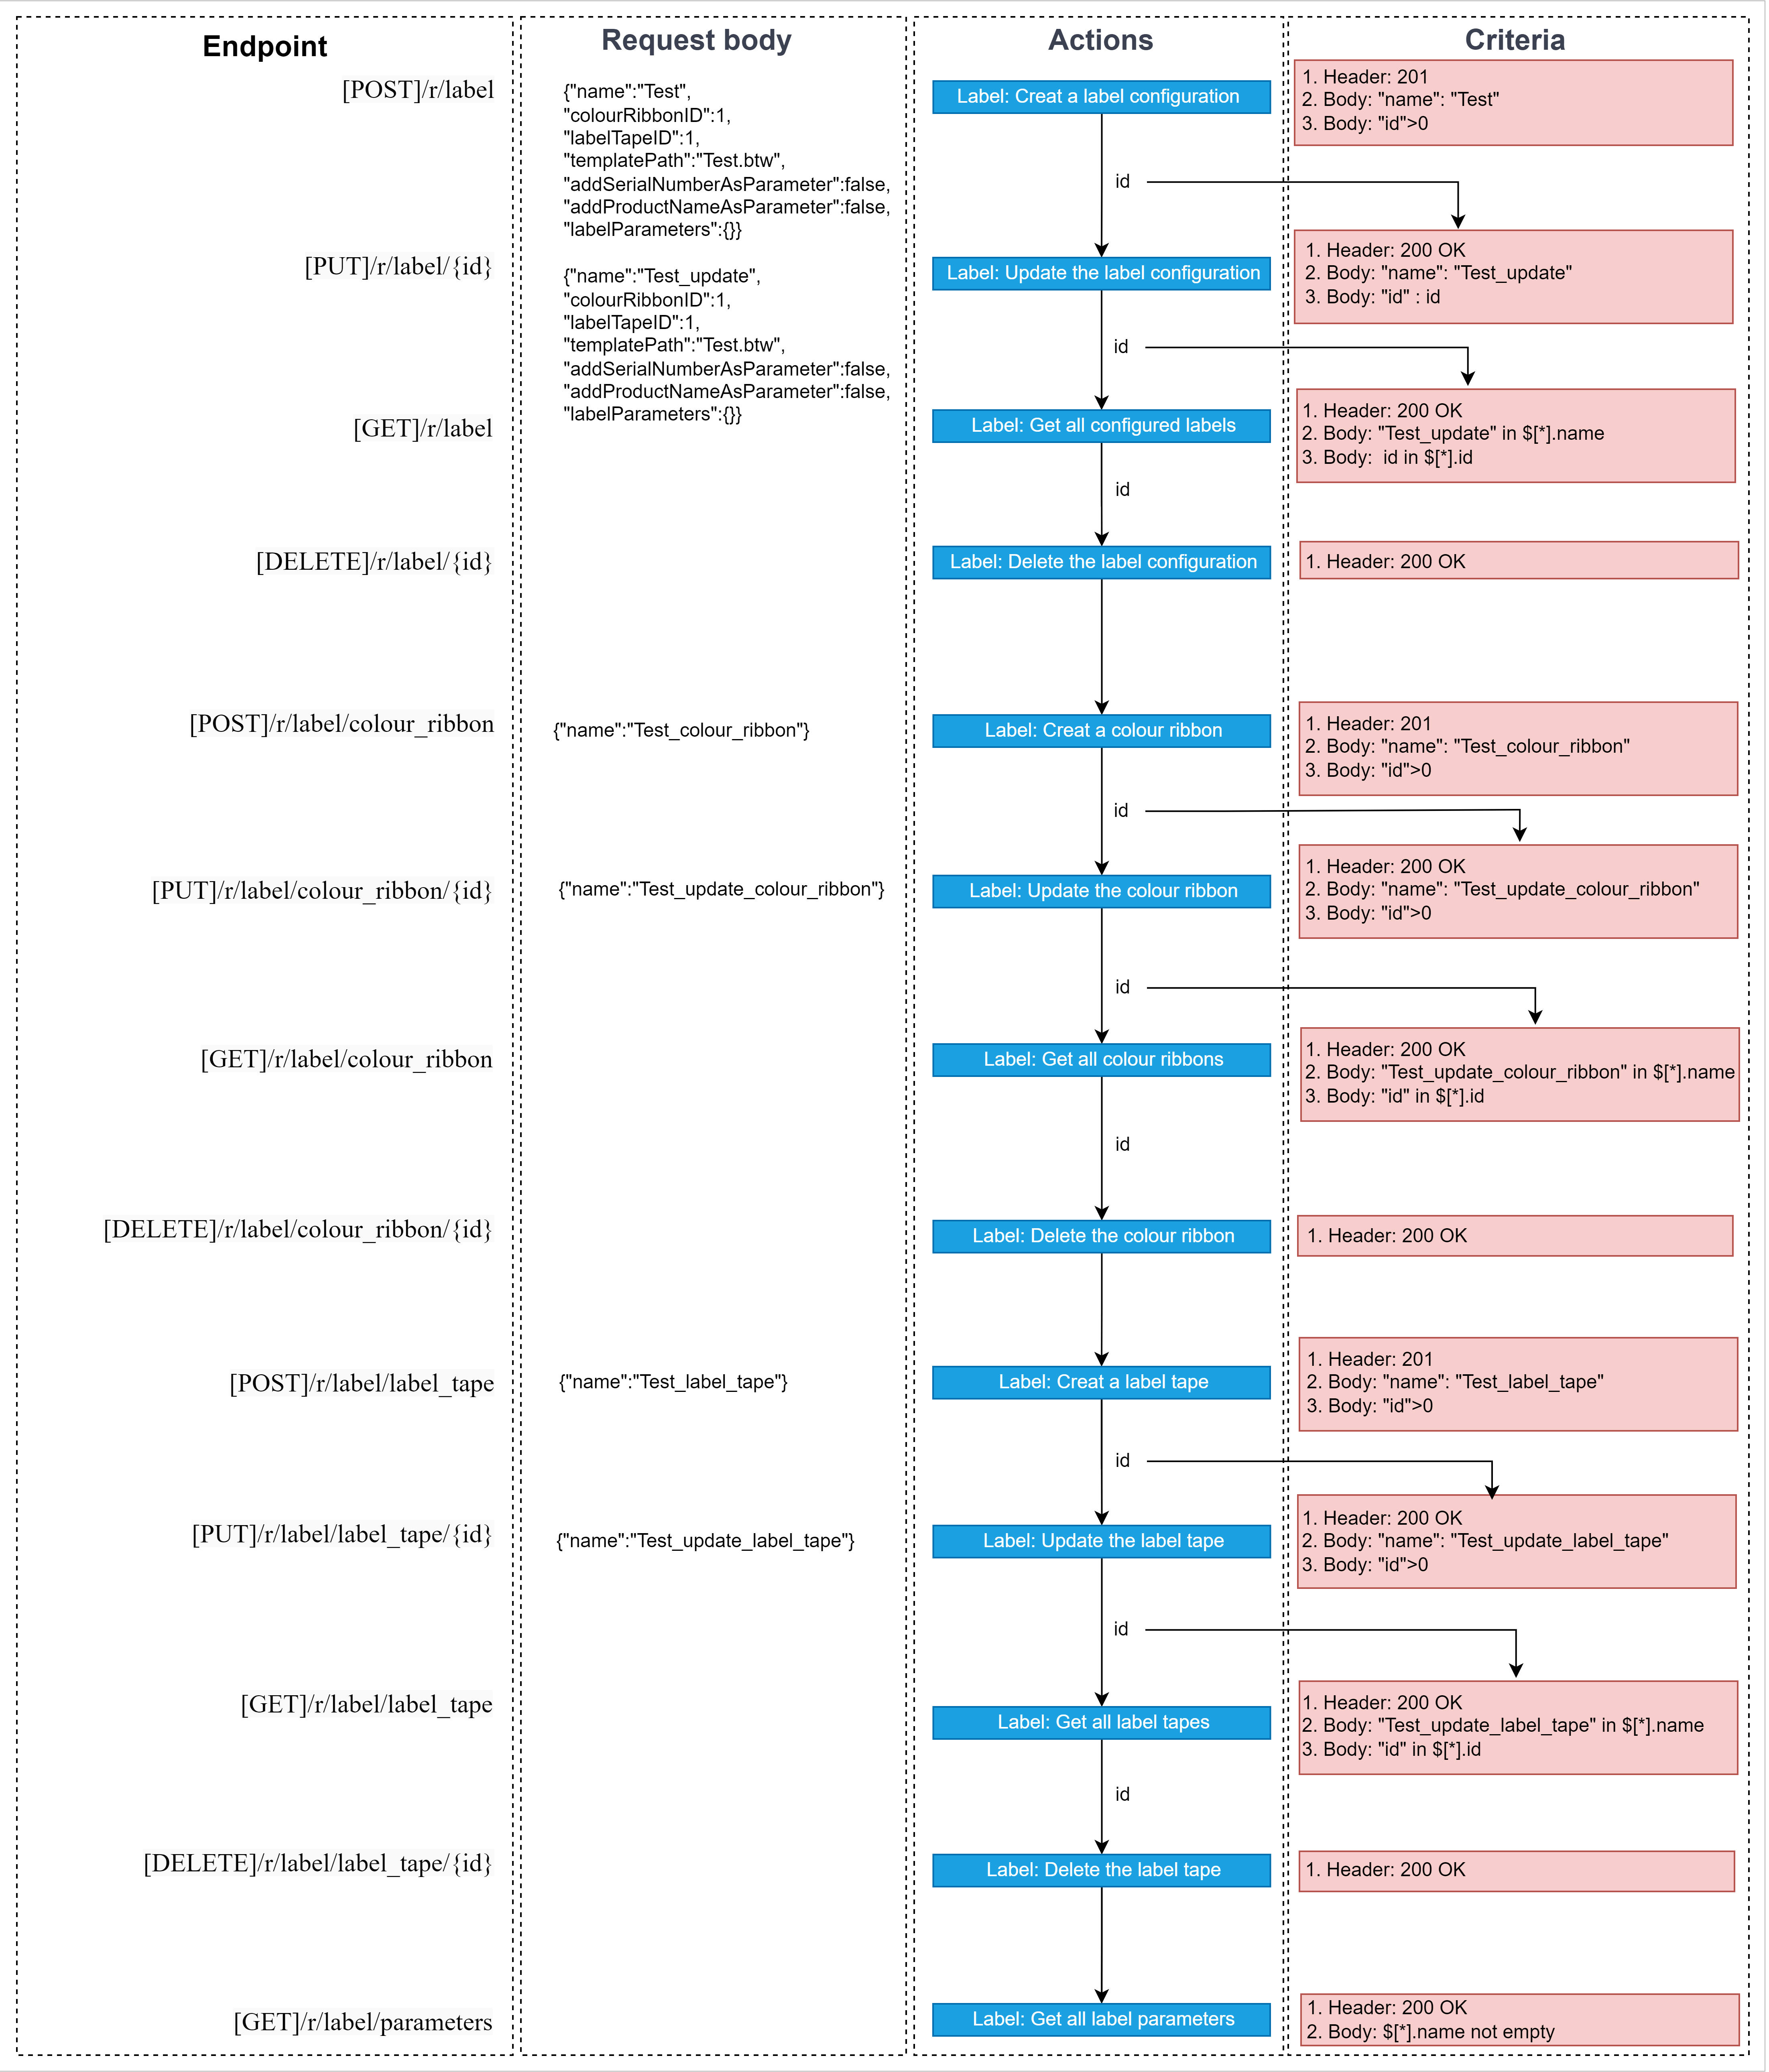 Endpoint
Request body
Actions
Criteria
[POST]/r/label
{"name":"Test",
"colourRibbonID":1,
"labelTapeID":1,
"templatePath":"Test.btw",
"addSerialNumberAsParameter":false,
"addProductNameAsParameter":false,
"labelParameters":{}}
Label: Creat a label configuration
1. Header: 201
2. Body: "name": "Test"
3. Body: "id">0
id
[PUT]/r/label/{id}
{"name":"Test_update",
"colourRibbonID":1,
"labelTapeID":1,
"templatePath":"Test.btw",
"addSerialNumberAsParameter":false,
"addProductNameAsParameter":false,
"labelParameters":{}}
Label: Update the label configuration
1. Header: 200 OK
2. Body: "name": "Test_update"
3. Body: "id" : id
id
[GET]/r/label
Label: Get all configured labels
1. Header: 200 OK
2. Body: "Test_update" in $[*].name
3. Body:  id in $[*].id
id
[DELETE]/r/label/{id}
Label: Delete the label configuration
1. Header: 200 OK
[POST]/r/label/colour_ribbon
{"name":"Test_colour_ribbon"}
Label: Creat a colour ribbon
1. Header: 201
2. Body: "name": "Test_colour_ribbon"
3. Body: "id">0
id
[PUT]/r/label/colour_ribbon/{id}
{"name":"Test_update_colour_ribbon"}
Label: Update the colour ribbon
1. Header: 200 OK
2. Body: "name": "Test_update_colour_ribbon"
3. Body: "id">0
id
[GET]/r/label/colour_ribbon
Label: Get all colour ribbons
1. Header: 200 OK
2. Body: "Test_update_colour_ribbon" in $[*].name
3. Body: "id" in $[*].id
id
[DELETE]/r/label/colour_ribbon/{id}
Label: Delete the colour ribbon
1. Header: 200 OK
[POST]/r/label/label_tape
{"name":"Test_label_tape"}
Label: Creat a label tape
1. Header: 201
2. Body: "name": "Test_label_tape"
3. Body: "id">0
id
[PUT]/r/label/label_tape/{id}
{"name":"Test_update_label_tape"}
Label: Update the label tape
1. Header: 200 OK
2. Body: "name": "Test_update_label_tape"
3. Body: "id">0
id
[GET]/r/label/label_tape
Label: Get all label tapes
1. Header: 200 OK
2. Body: "Test_update_label_tape" in $[*].name
3. Body: "id" in $[*].id
id
[DELETE]/r/label/label_tape/{id}
Label: Delete the label tape
1. Header: 200 OK
[GET]/r/label/parameters
Label: Get all label parameters
1. Header: 200 OK
2. Body: $[*].name not empty